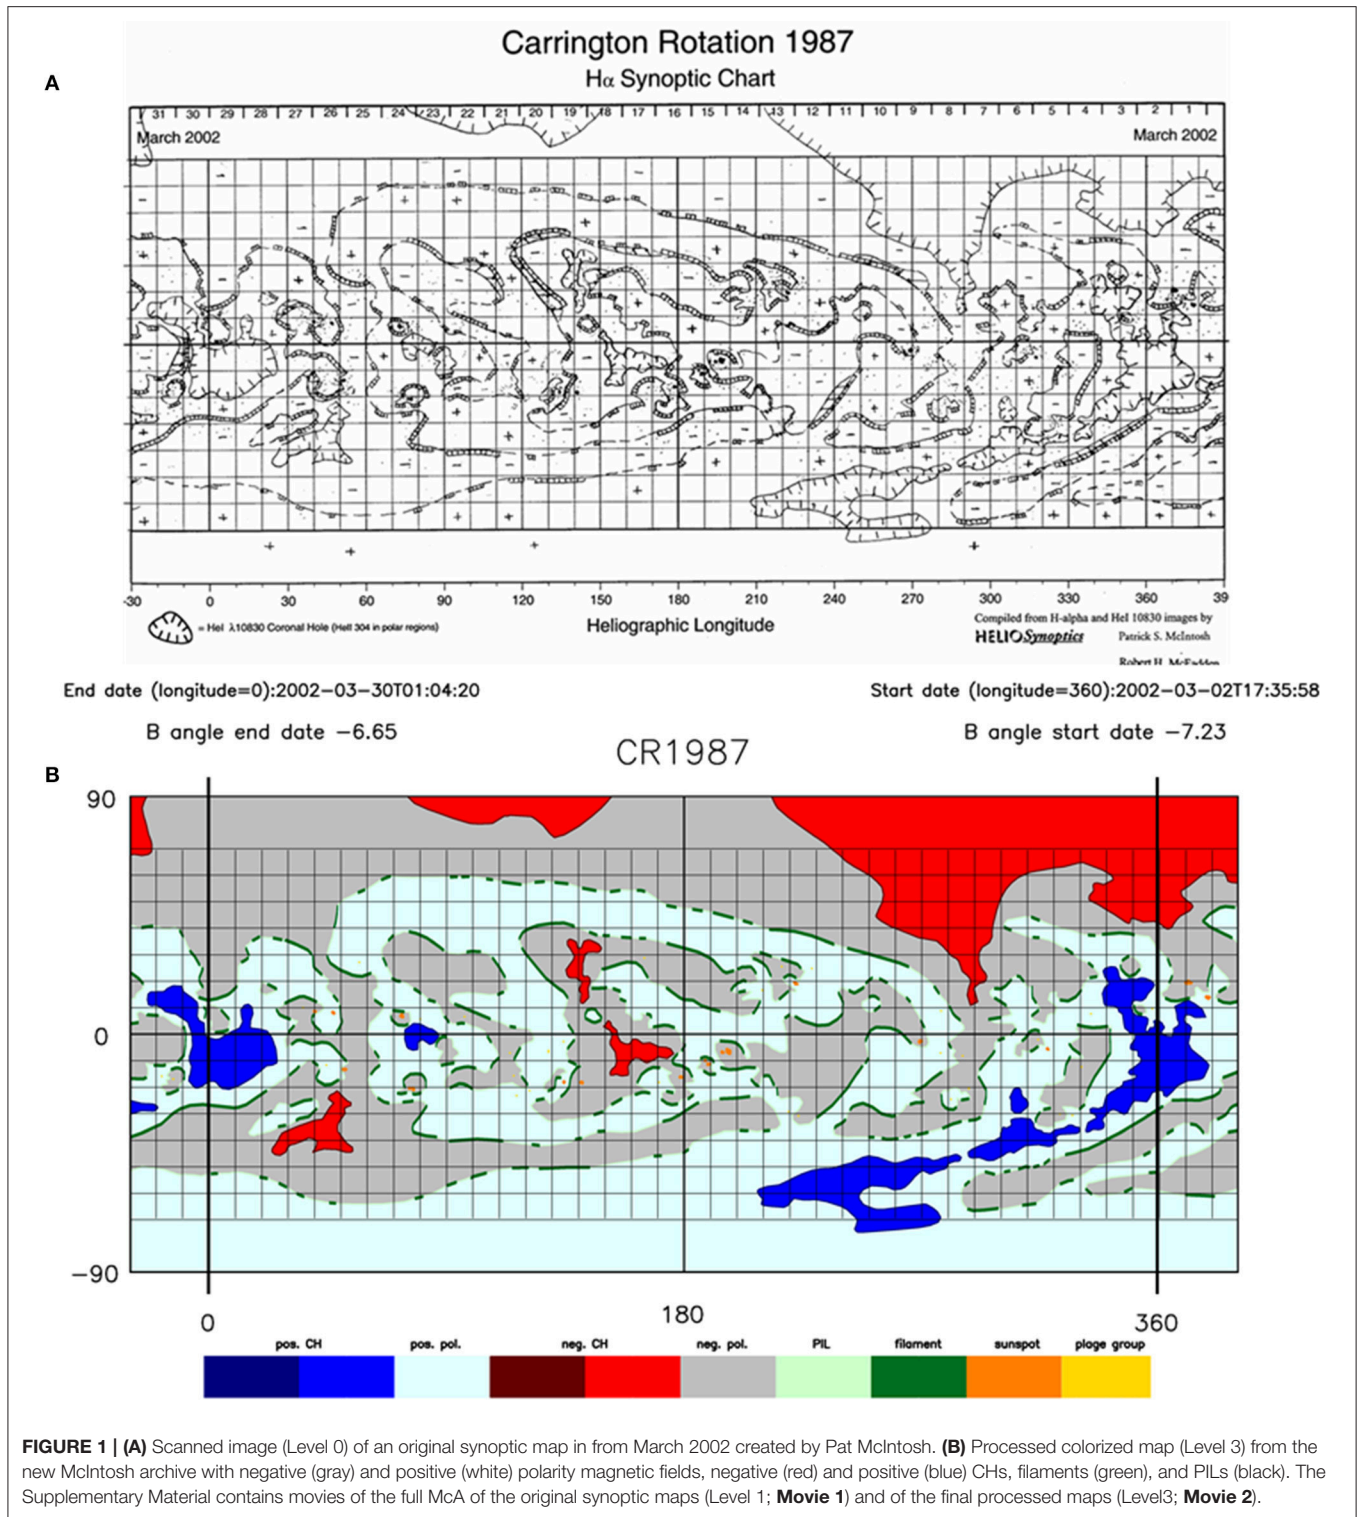 Carrington Rotation 1987
Hα Synoptic Chart
A
31 30 29 28 27 26 25 24 23 22 21 20 19 18 17 16 15 14 13 12 11 10 9 8 7 6 5 4 3 2 1
March 2002 March 2002
-30 0 30 60 90 120 150 180 210 240 270 300 330 360 39
= HeI λ10830 Coronal Hole (HeII 304 in polar regions)
Heliographic Longitude
Compiled from H-alpha and HeI 10830 images by
HELIOSynoptics Patrick S. McIntosh
Robert H. McFadden
End date (longitude=0):2002-03-30T01:04:20 Start date (longitude=360):2002-03-02T17:35:58
B angle end date -6.65 B angle start date -7.23
CR1987
B
90
0
-90
0 180 360
pos. CH pos. pol. neg. CH neg. pol. PIL filament sunspot plage group
FIGURE 1 | (A) Scanned image (Level 0) of an original synoptic map in from March 2002 created by Pat McIntosh. (B) Processed colorized map (Level 3) from the
new McIntosh archive with negative (gray) and positive (white) polarity magnetic fields, negative (red) and positive (blue) CHs, filaments (green), and PILs (black). The
Supplementary Material contains movies of the full McA of the original synoptic maps (Level 1; Movie 1) and of the final processed maps (Level3; Movie 2).